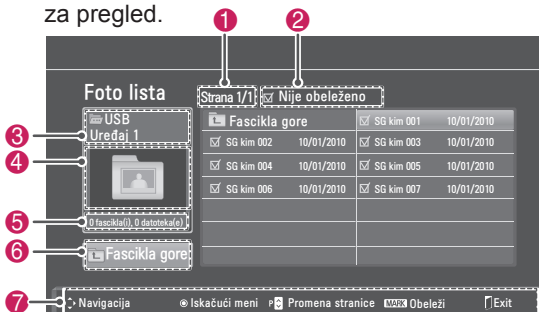 za pregled.
1 2
Foto lista Strana 1/1 Nije obeleženo
USB
Uređaj 1
Fascikla gore SG kim 001 10/01/2010
SG kim 002 10/01/2010 SG kim 003 10/01/2010
SG kim 004 10/01/2010 SG kim 005 10/01/2010
SG kim 006 10/01/2010 SG kim 007 10/01/2010
3
4
5 0 fascikla(i), 0 datoteka(e)
6 Fascikla gore
7 Navigacija Iskačući meni P Promena stranice MARK Obeleži Exit